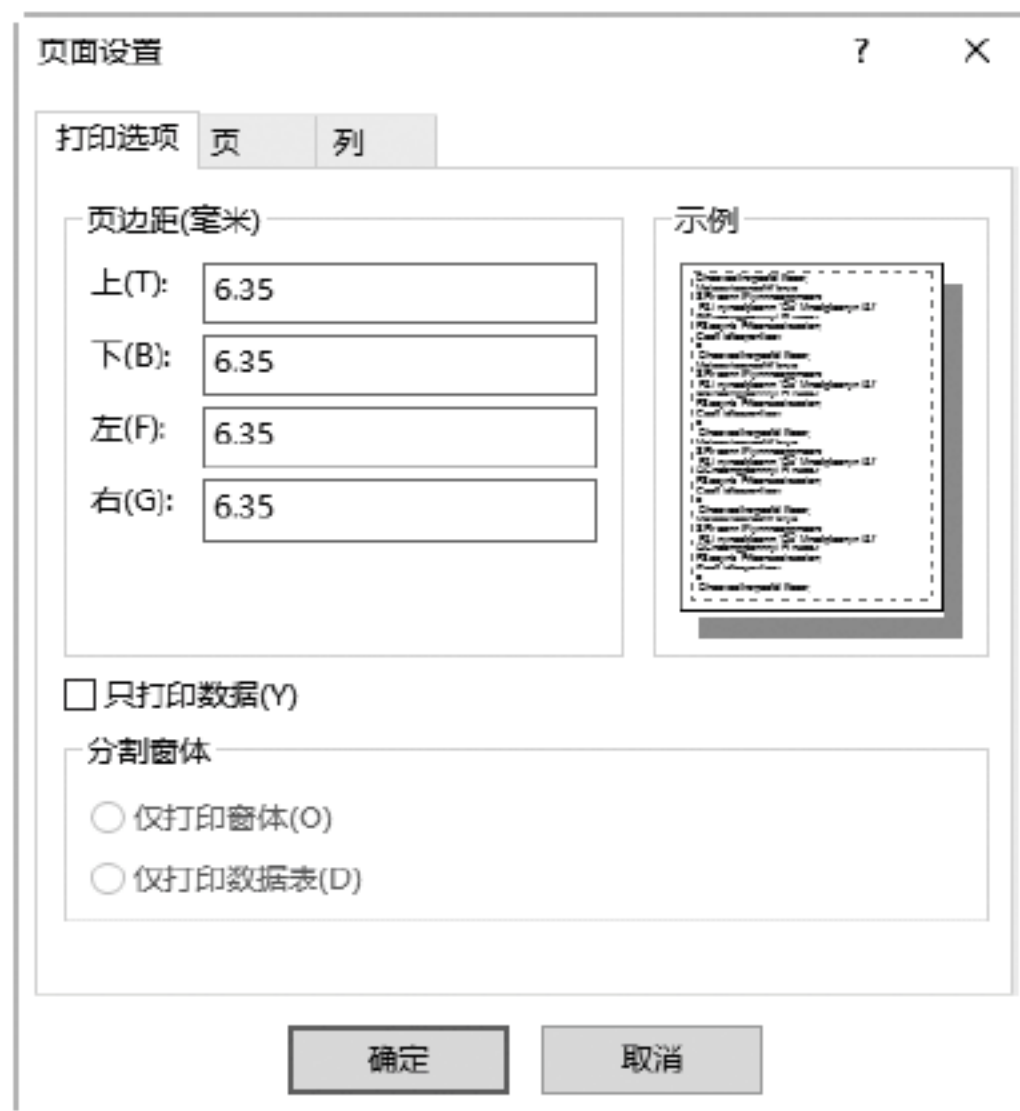 页面设置 ? ×
打印选项 页 列
页边距(毫米)
上(T): 6.35
下(B): 6.35
左(F): 6.35
右(G): 6.35
示例
只打印数据(Y)
分割窗体
仅打印窗体(O)
仅打印数据表(D)
确定 取消